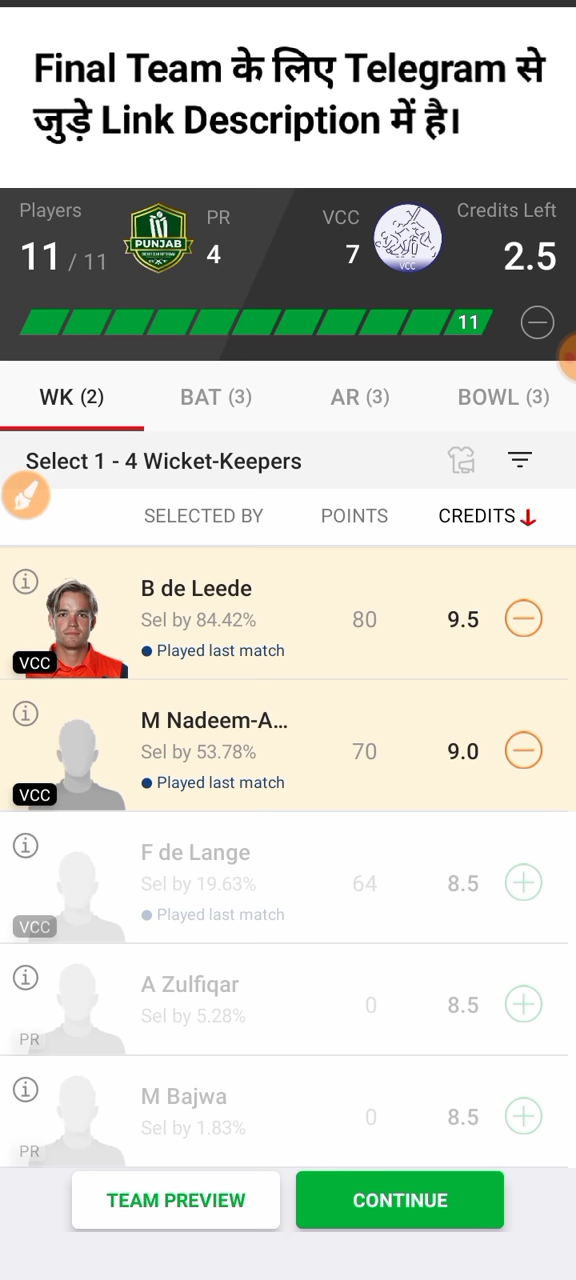 Final Team के लिए Telegram से
जुड़े Link Description में है।
Players PR VCC Credits Left
11 / 11 PUNJAB 4 7 VCC 2.5
11
WK (2) BAT (3) AR (3) BOWL (3)
Select 1 - 4 Wicket-Keepers
SELECTED BY POINTS CREDITS
B de Leede
Sel by 84.42% 80 9.5
Played last match
VCC
M Nadeem-A...
Sel by 53.78% 70 9.0
Played last match
VCC
F de Lange
Sel by 19.63% 64 8.5
Played last match
VCC
A Zulfiqar
Sel by 5.28% 0 8.5
PR
M Bajwa
Sel by 1.83% 0 8.5
PR
TEAM PREVIEW CONTINUE